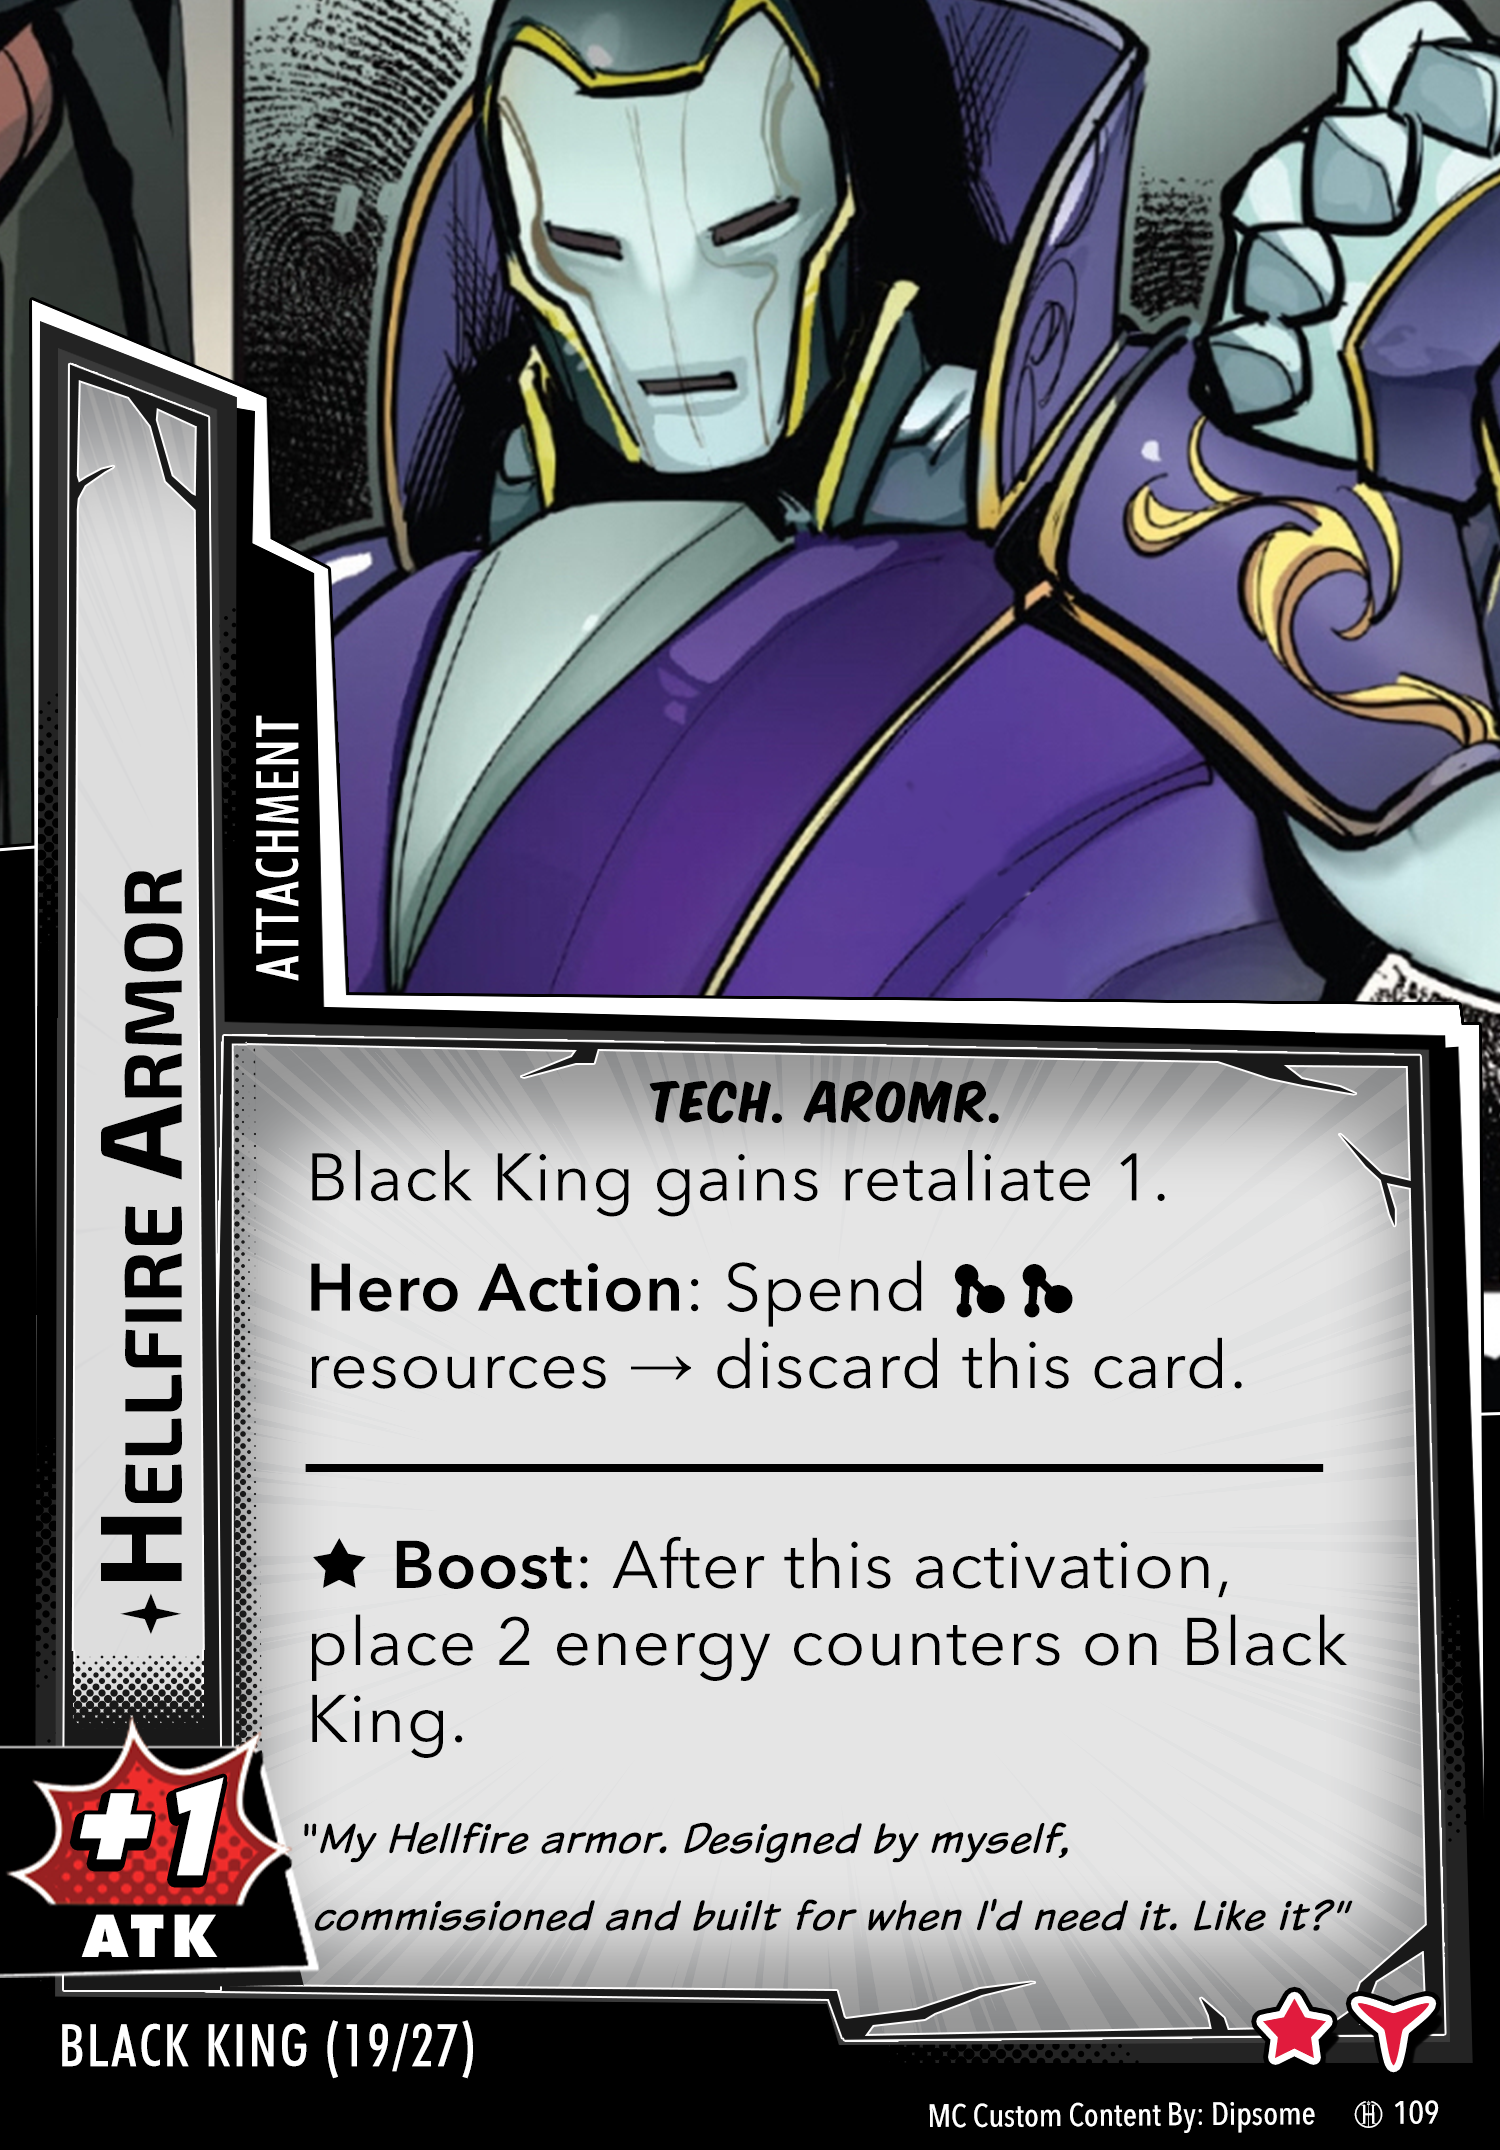 HELLFIRE ARMOR
ATTACHMENT
TECH. AROMR.
Black King gains retaliate 1.
Hero Action: Spend
resources → discard this card.
★ Boost: After this activation,
place 2 energy counters on Black
King.
"My Hellfire armor. Designed by myself,
commissioned and built for when I'd need it. Like it?"
+1
ATK
BLACK KING (19/27)
MC Custom Content By: Dipsome 109